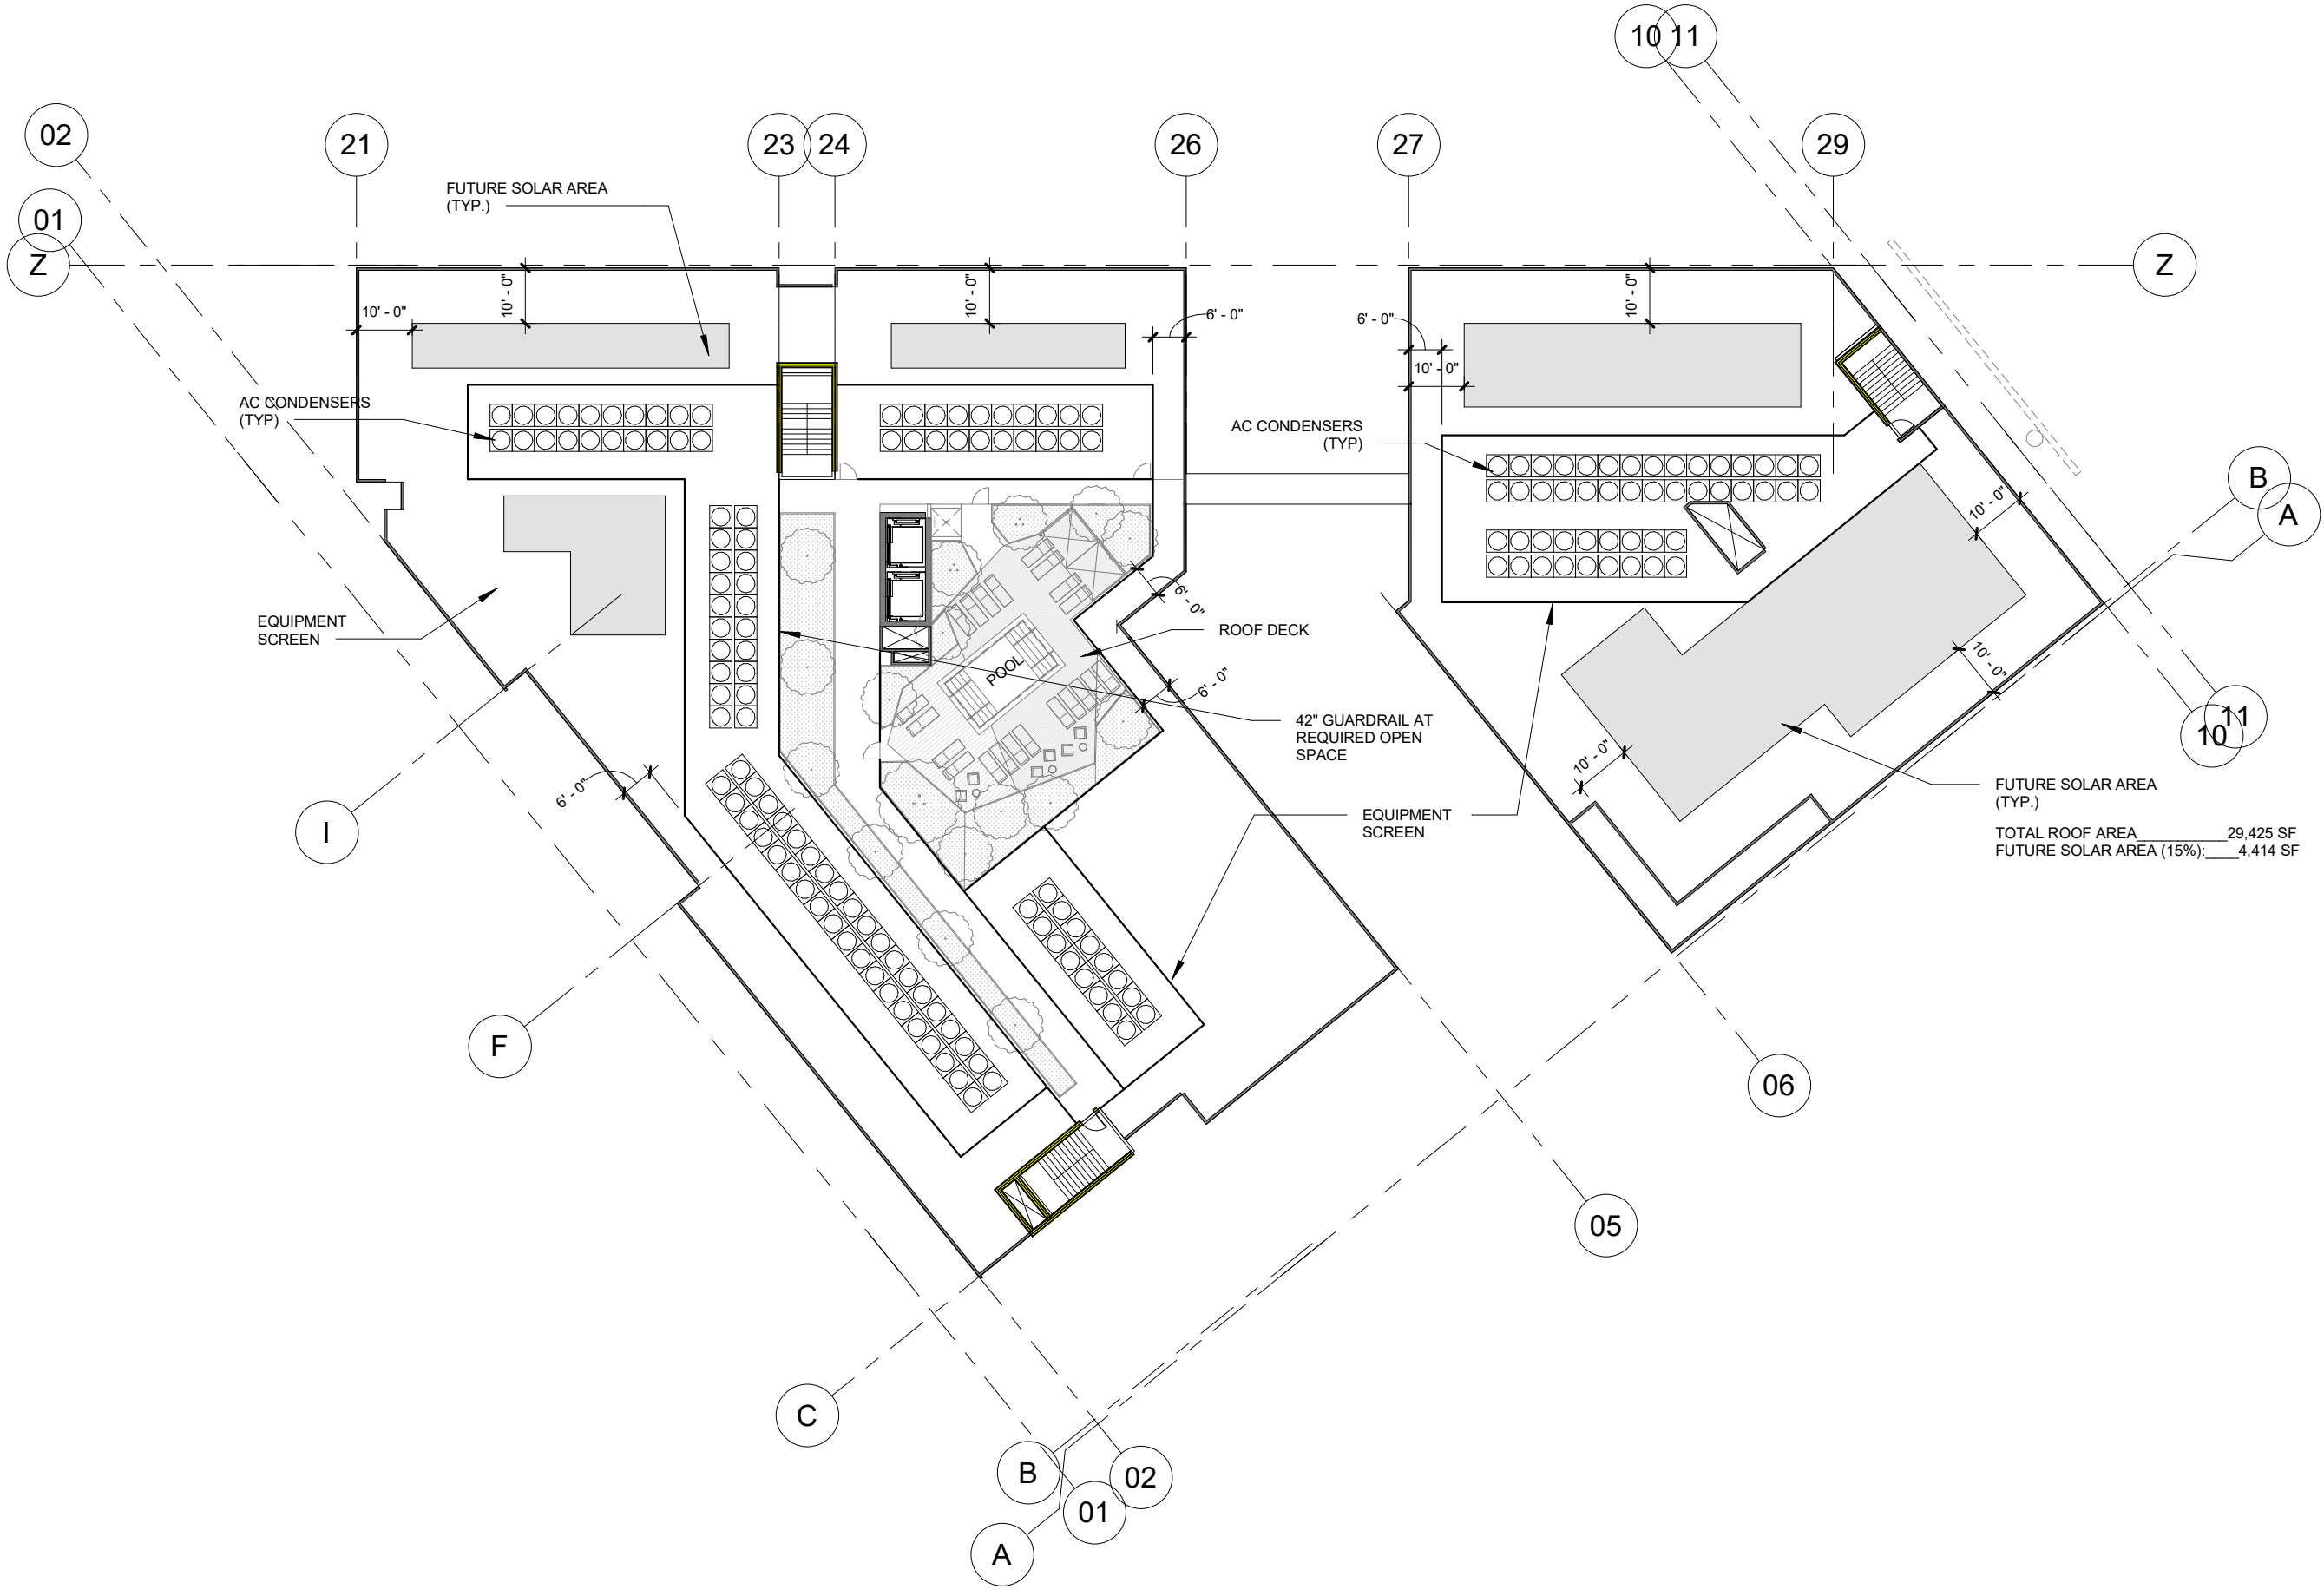 10 11
02
21
23 24
26
27
29
FUTURE SOLAR AREA
(TYP.)
01
Z
Z
10' - 0"
10' - 0"
10' - 0"
10' - 0"
6' - 0"
6' - 0"
10' - 0"
AC CONDENSERS
(TYP)
AC CONDENSERS
(TYP)
B
A
10' - 0"
6' - 0"
EQUIPMENT
SCREEN
ROOF DECK
POOL
10' - 0"
6' - 0"
42" GUARDRAIL AT
REQUIRED OPEN
SPACE
11
10
10' - 0"
6' - 0"
FUTURE SOLAR AREA
(TYP.)
EQUIPMENT
SCREEN
TOTAL ROOF AREA___________29,425 SF
FUTURE SOLAR AREA (15%):____4,414 SF
I
F
06
05
C
B
02
01
A